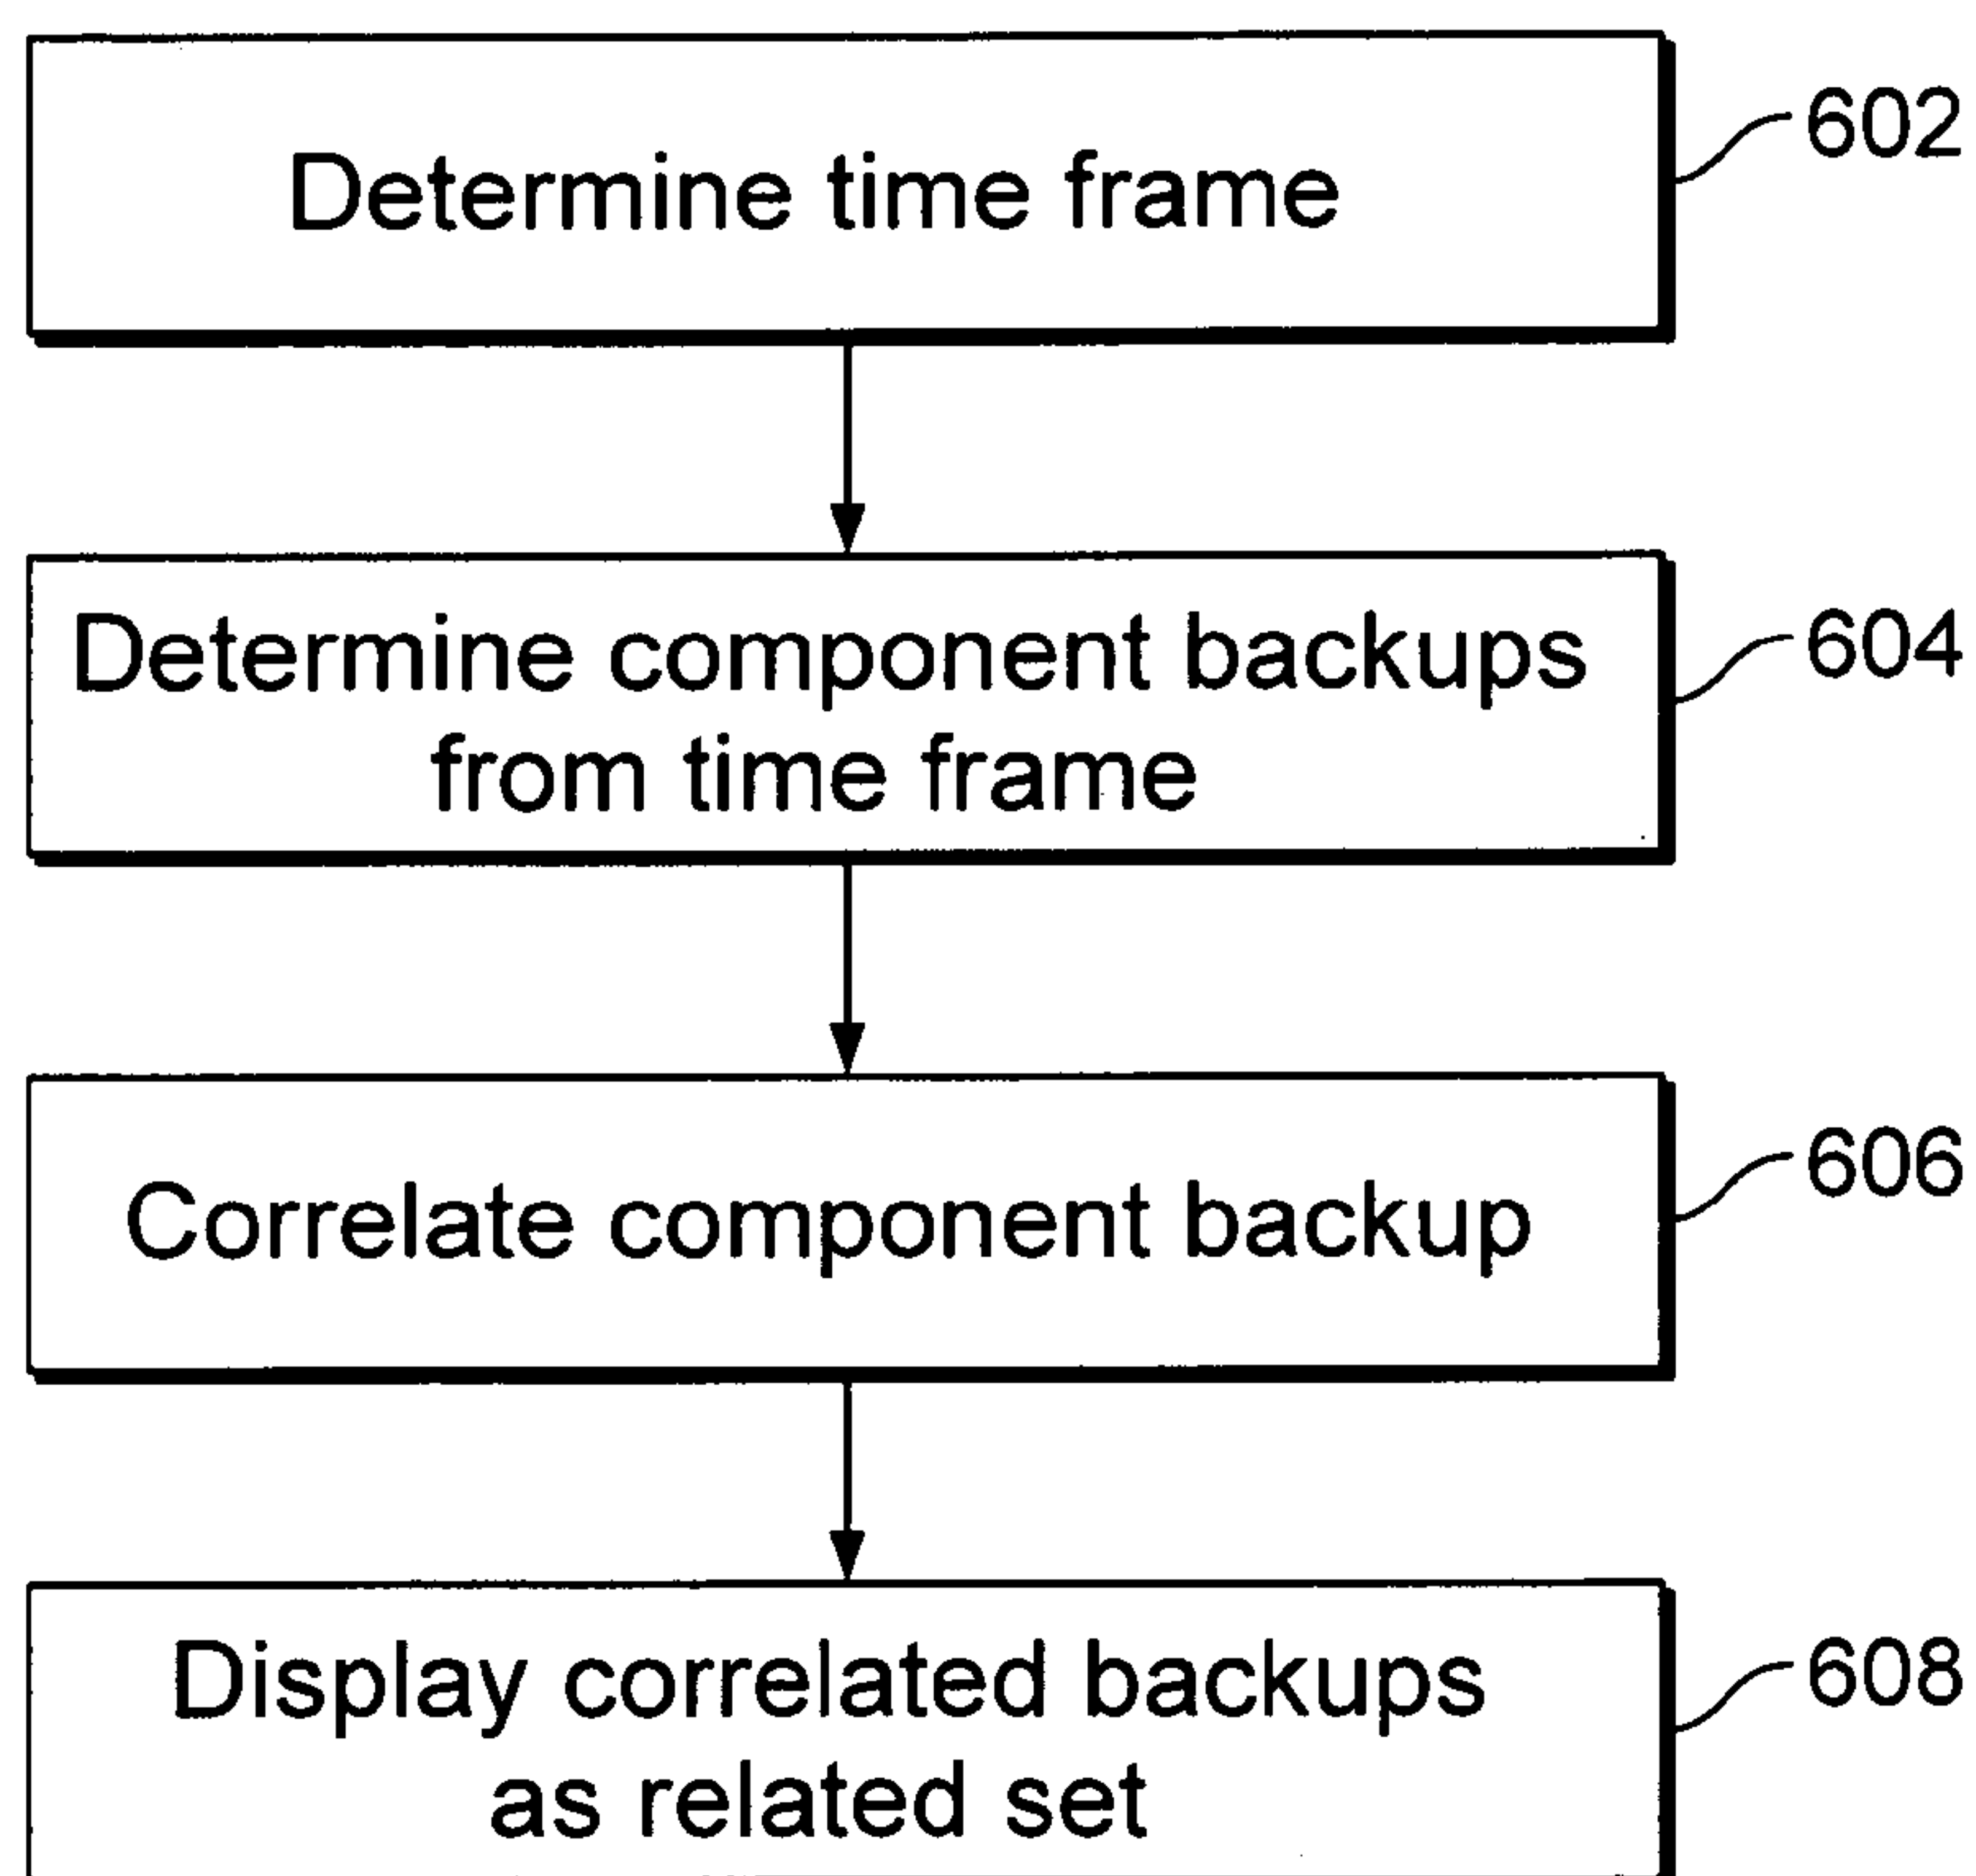 Determine time frame
602
Determine component backups
from time frame
604
Correlate component backup
606
Display correlated backups
as related set
608